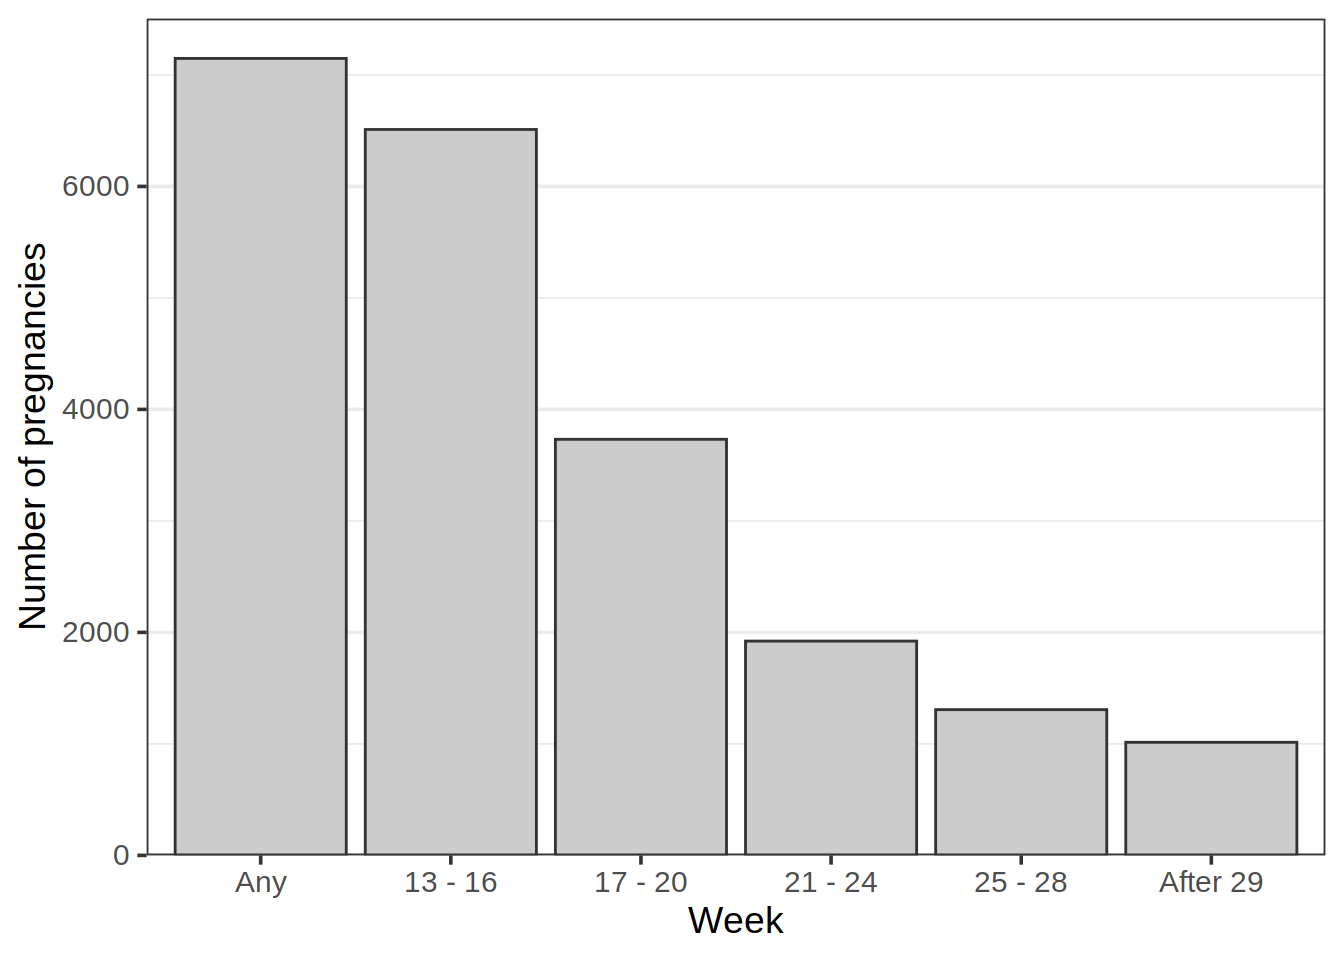 Number of pregnancies
6000
4000
2000
0
Any
13 - 16
17 - 20
21 - 24
25 - 28
After 29
Week